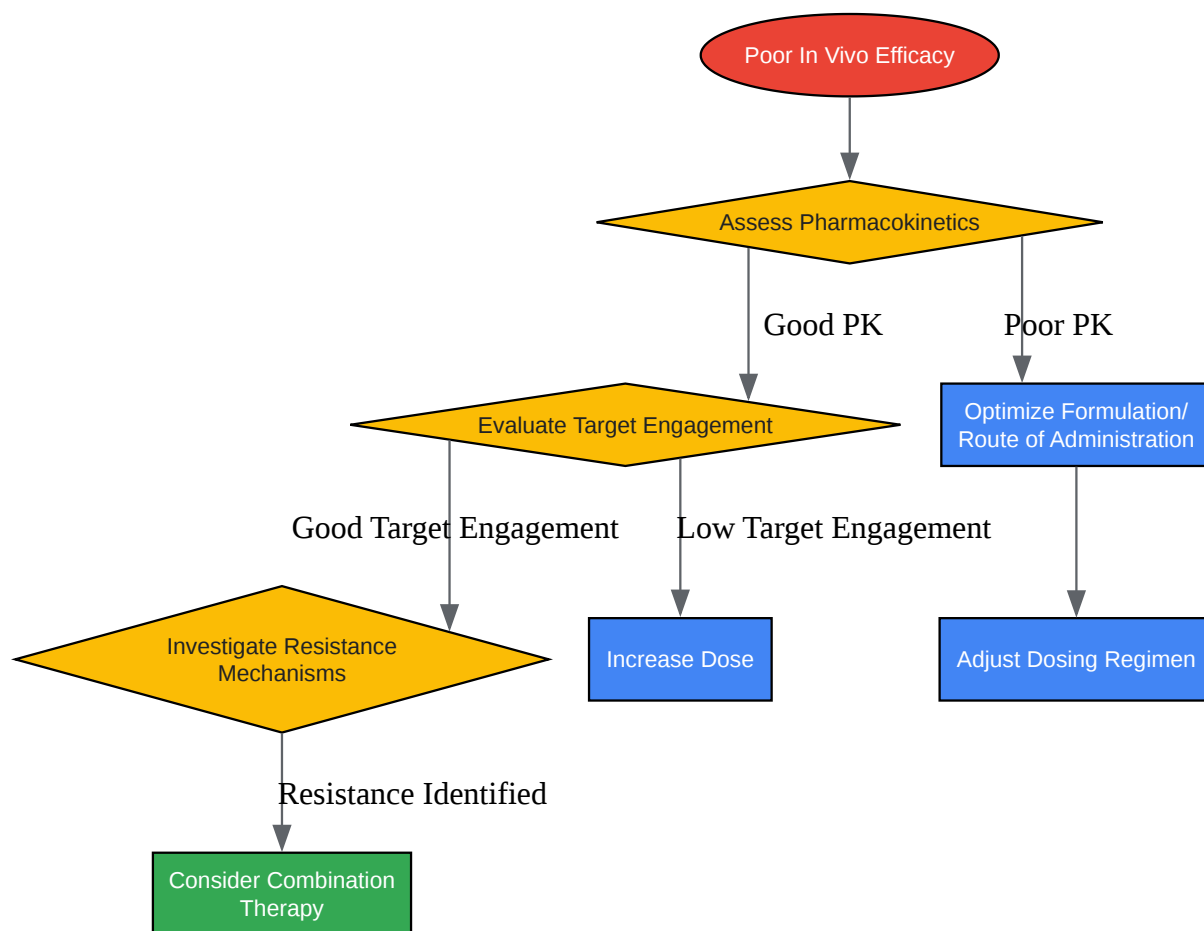 Poor In Vivo Efficacy
Assess Pharmacokinetics
Good PK
Poor PK
Evaluate Target Engagement
Optimize Formulation/
Route of Administration
Good Target Engagement
Low Target Engagement
Investigate Resistance
Mechanisms
Increase Dose
Adjust Dosing Regimen
Resistance Identified
Consider Combination
Therapy